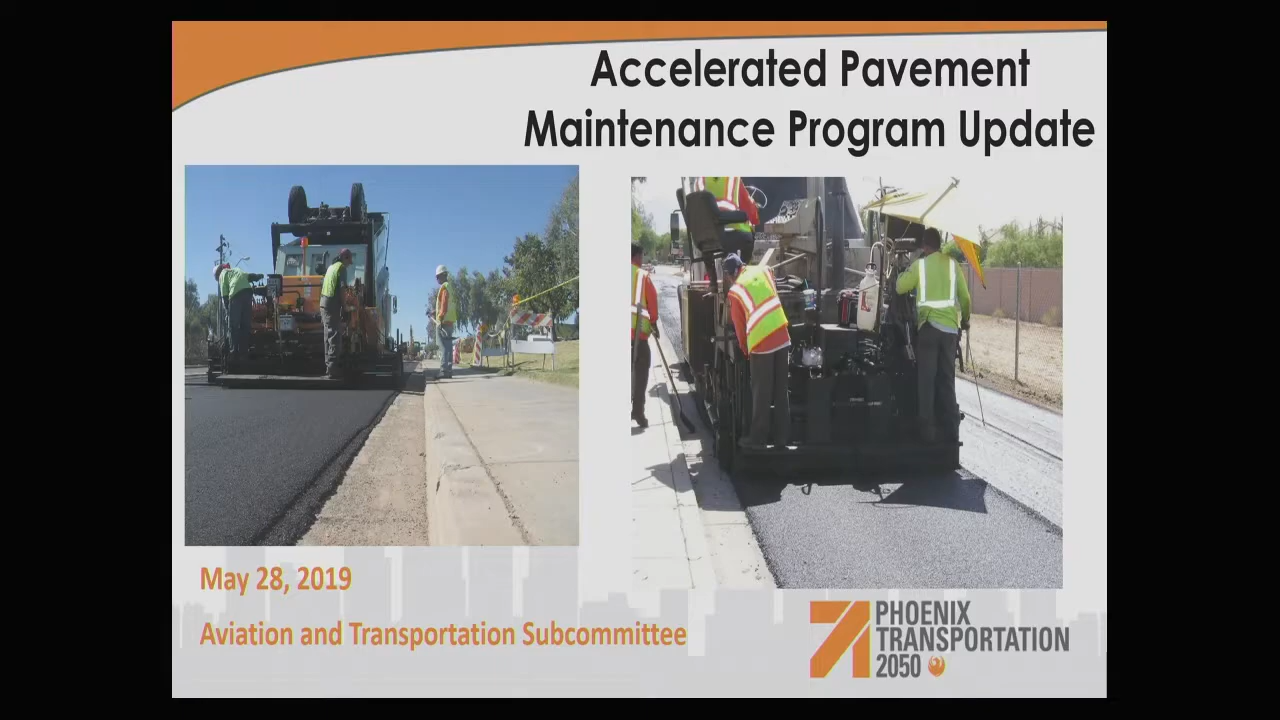 Accelerated Pavement
Maintenance Program Update
May 28, 2019
Aviation and Transportation Subcommittee
PHOENIX
TRANSPORTATION
2050